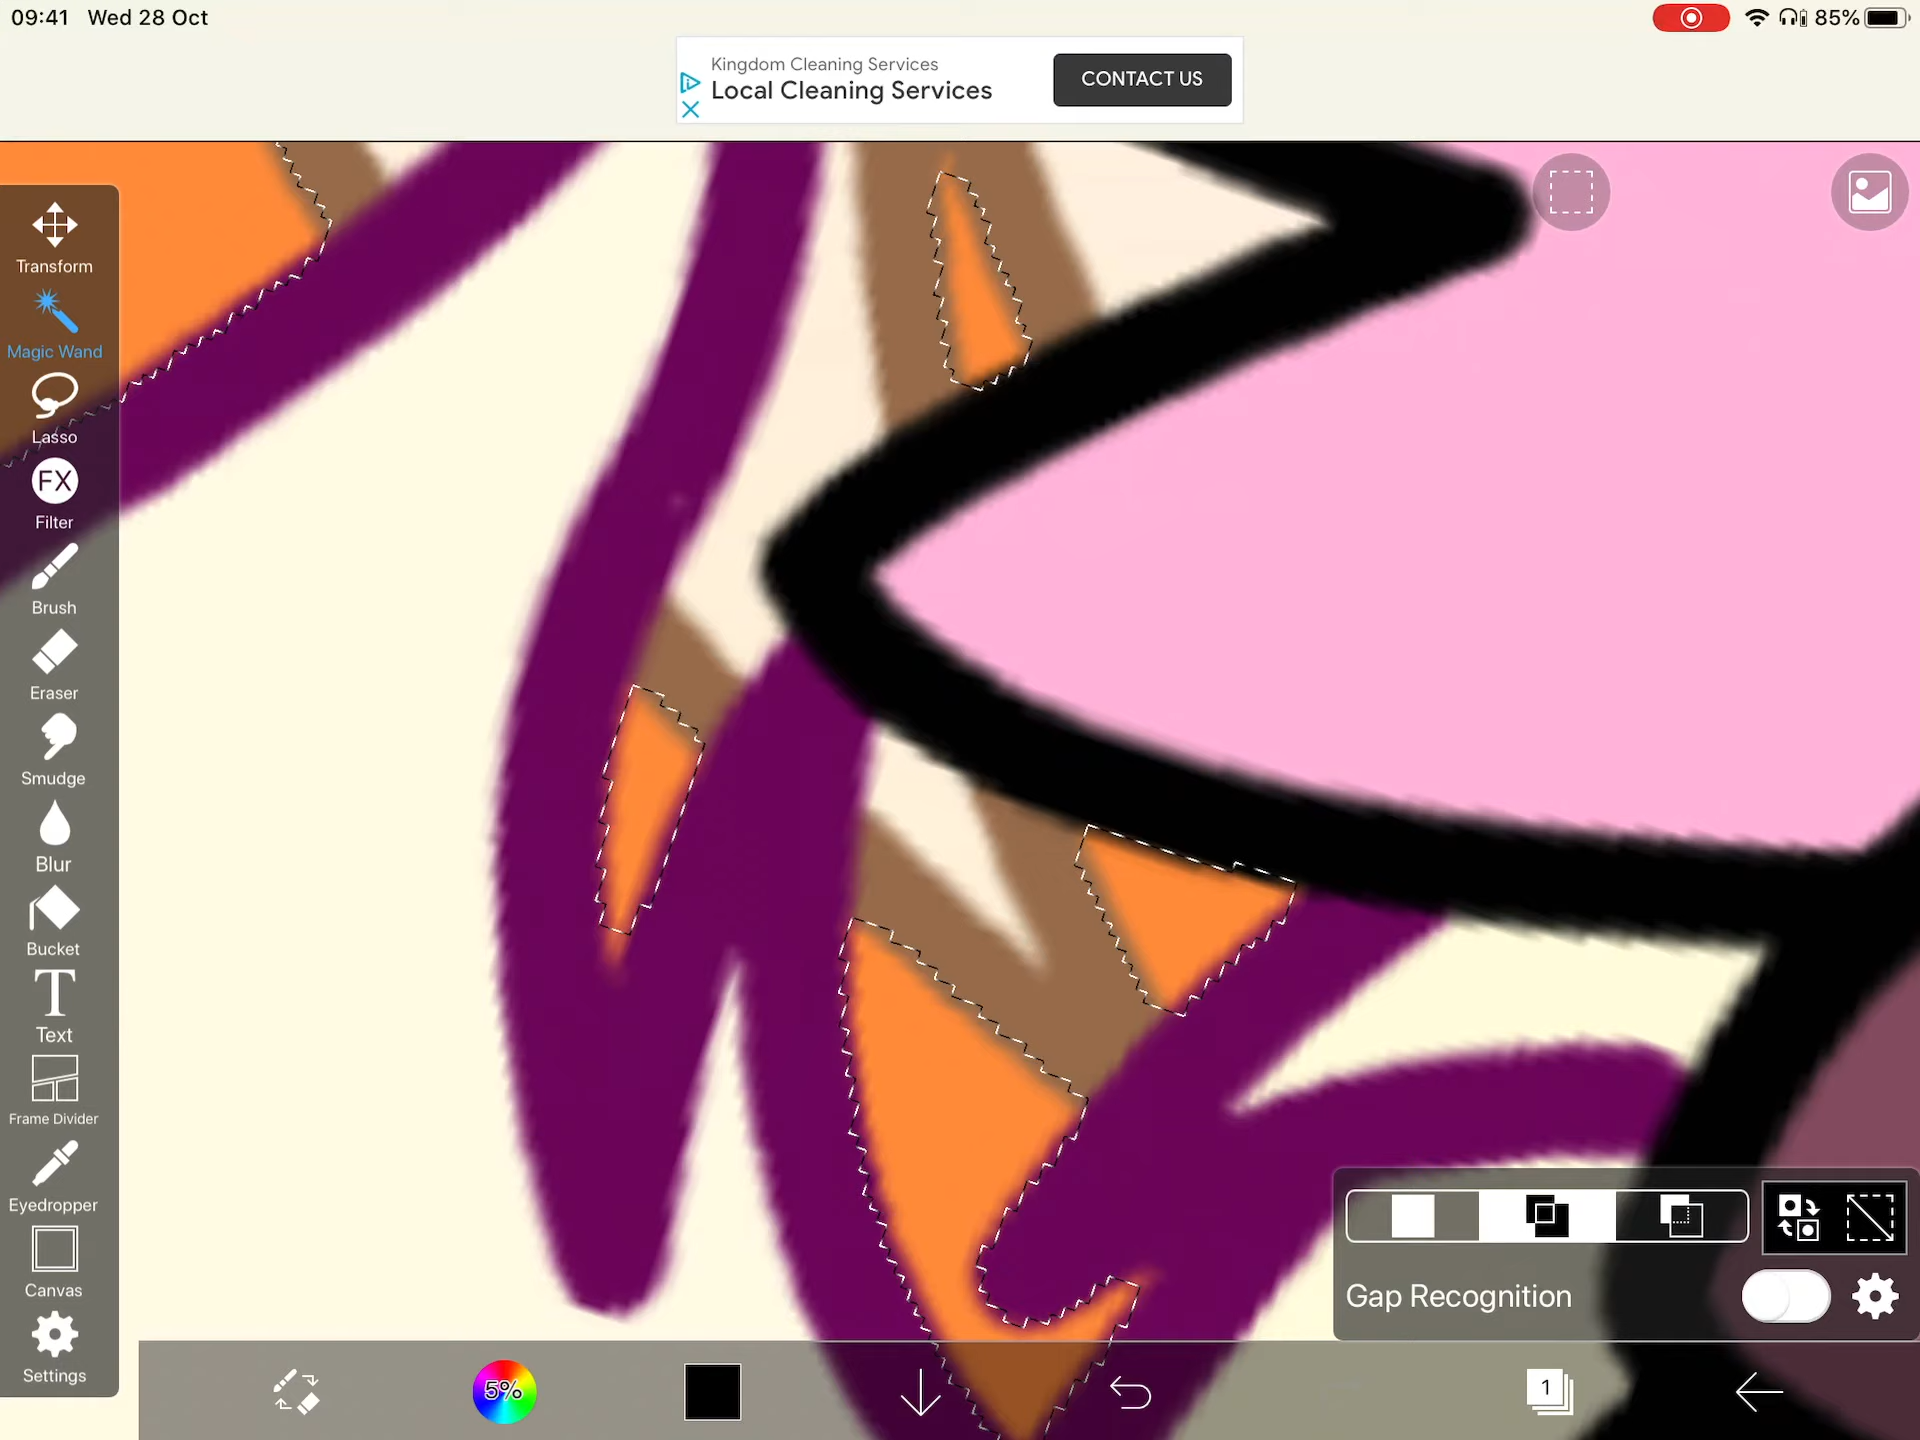 09:41 Wed 28 Oct
85%
Kingdom Cleaning Services
Local Cleaning Services
CONTACT US
Transform
Magic Wand
Lasso
FX
Filter
Brush
Eraser
Smudge
Blur
Bucket
T
Text
Frame Divider
Eyedropper
Canvas
Settings
Gap Recognition
5%
1